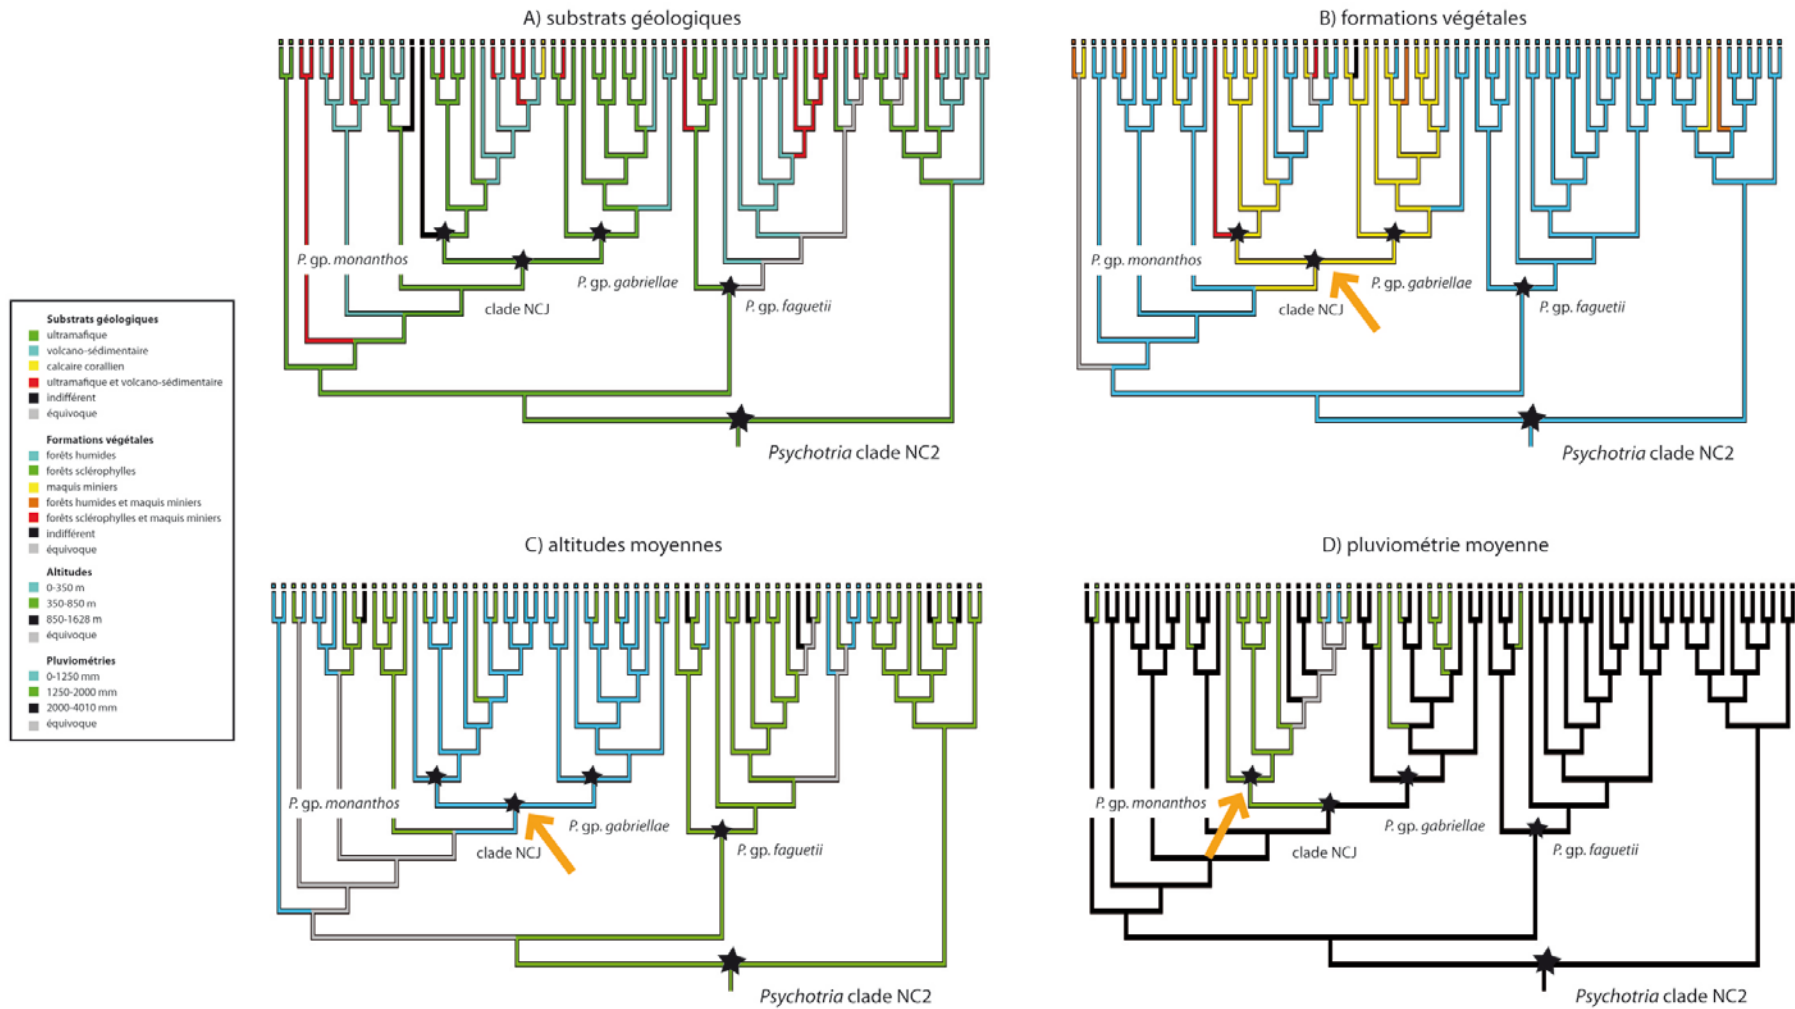 A) substrats géologiques
P. gp. monanthos
clade NCJ
P. gp. gabriellae
P. gp. faguetii
Psychotria clade NC2
B) formations végétales
P. gp. monanthos
clade NCJ
P. gp. gabriellae
P. gp. faguetii
Psychotria clade NC2
Substrats géologiques
ultramafique
volcano-sédimentaire
calcaire corallien
ultramafique et volcano-sédimentaire
indifférent
équivoque
Formations végétales
forêts humides
forêts sclérophylles
maquis miniers
forêts humides et maquis miniers
forêts sclérophylles et maquis miniers
indifférent
équivoque
Altitudes
0-350 m
350-850 m
850-1628 m
équivoque
Pluviométries
0-1250 mm
1250-2000 mm
2000-4010 mm
équivoque
C) altitudes moyennes
P. gp. monanthos
clade NCJ
P. gp. gabriellae
P. gp. faguetii
Psychotria clade NC2
D) pluviométrie moyenne
P. gp. monanthos
clade NCJ
P. gp. gabriellae
P. gp. faguetii
Psychotria clade NC2